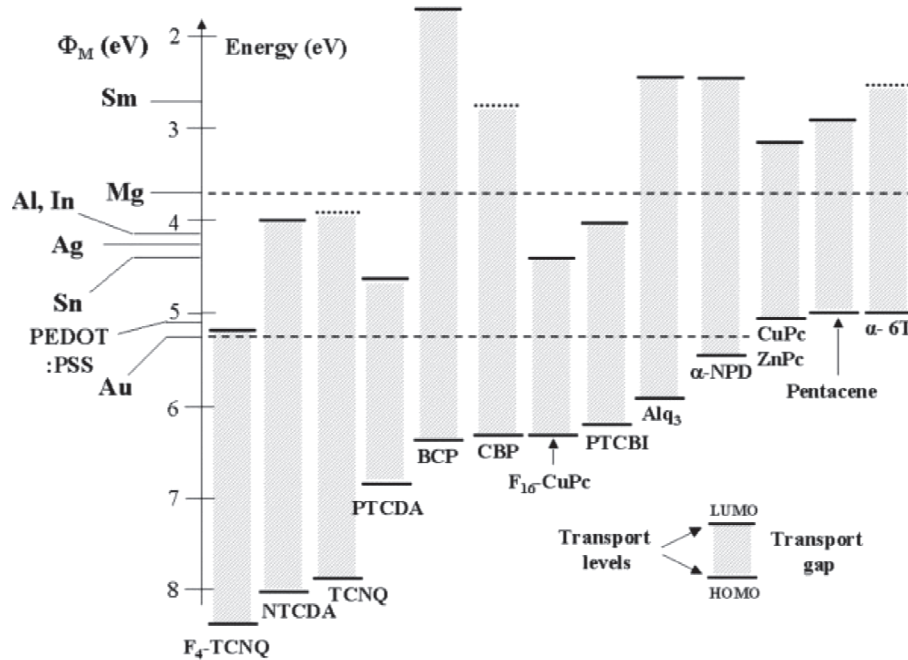 Φ_M (eV)
Energy (eV)
2
3
4
5
6
7
8
Sm
Mg
Al, In
Ag
Sn
PEDOT
:PSS
Au
F₄-TCNQ
NTCDA
TCNQ
PTCDA
BCP
CBP
F₁₆-CuPc
PTCBI
Alq₃
α-NPD
CuPc
ZnPc
Pentacene
α- 6T
LUMO
Transport
levels
Transport
gap
HOMO